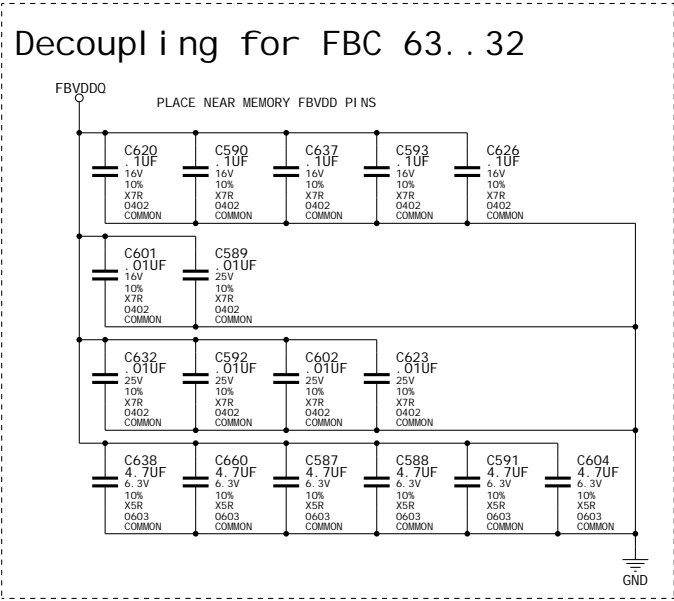 Decoupling for FBC 63..32
FBVDDQ
PLACE NEAR MEMORY FBVDD PINS
C620
.1UF
16V
10%
X7R
0402
COMMON
C590
.1UF
16V
10%
X7R
0402
COMMON
C637
.1UF
16V
10%
X7R
0402
COMMON
C593
.1UF
16V
10%
X7R
0402
COMMON
C626
.1UF
16V
10%
X7R
0402
COMMON
C601
.01UF
16V
10%
X7R
0402
COMMON
C589
.01UF
25V
10%
X7R
0402
COMMON
C632
.01UF
25V
10%
X7R
0402
COMMON
C592
.01UF
25V
10%
X7R
0402
COMMON
C602
.01UF
25V
10%
X7R
0402
COMMON
C623
.01UF
25V
10%
X7R
0402
COMMON
C638
4.7UF
6.3V
10%
X5R
0603
COMMON
C660
4.7UF
6.3V
10%
X5R
0603
COMMON
C587
4.7UF
6.3V
10%
X5R
0603
COMMON
C588
4.7UF
6.3V
10%
X5R
0603
COMMON
C591
4.7UF
6.3V
10%
X5R
0603
COMMON
C604
4.7UF
6.3V
10%
X5R
0603
COMMON
GND